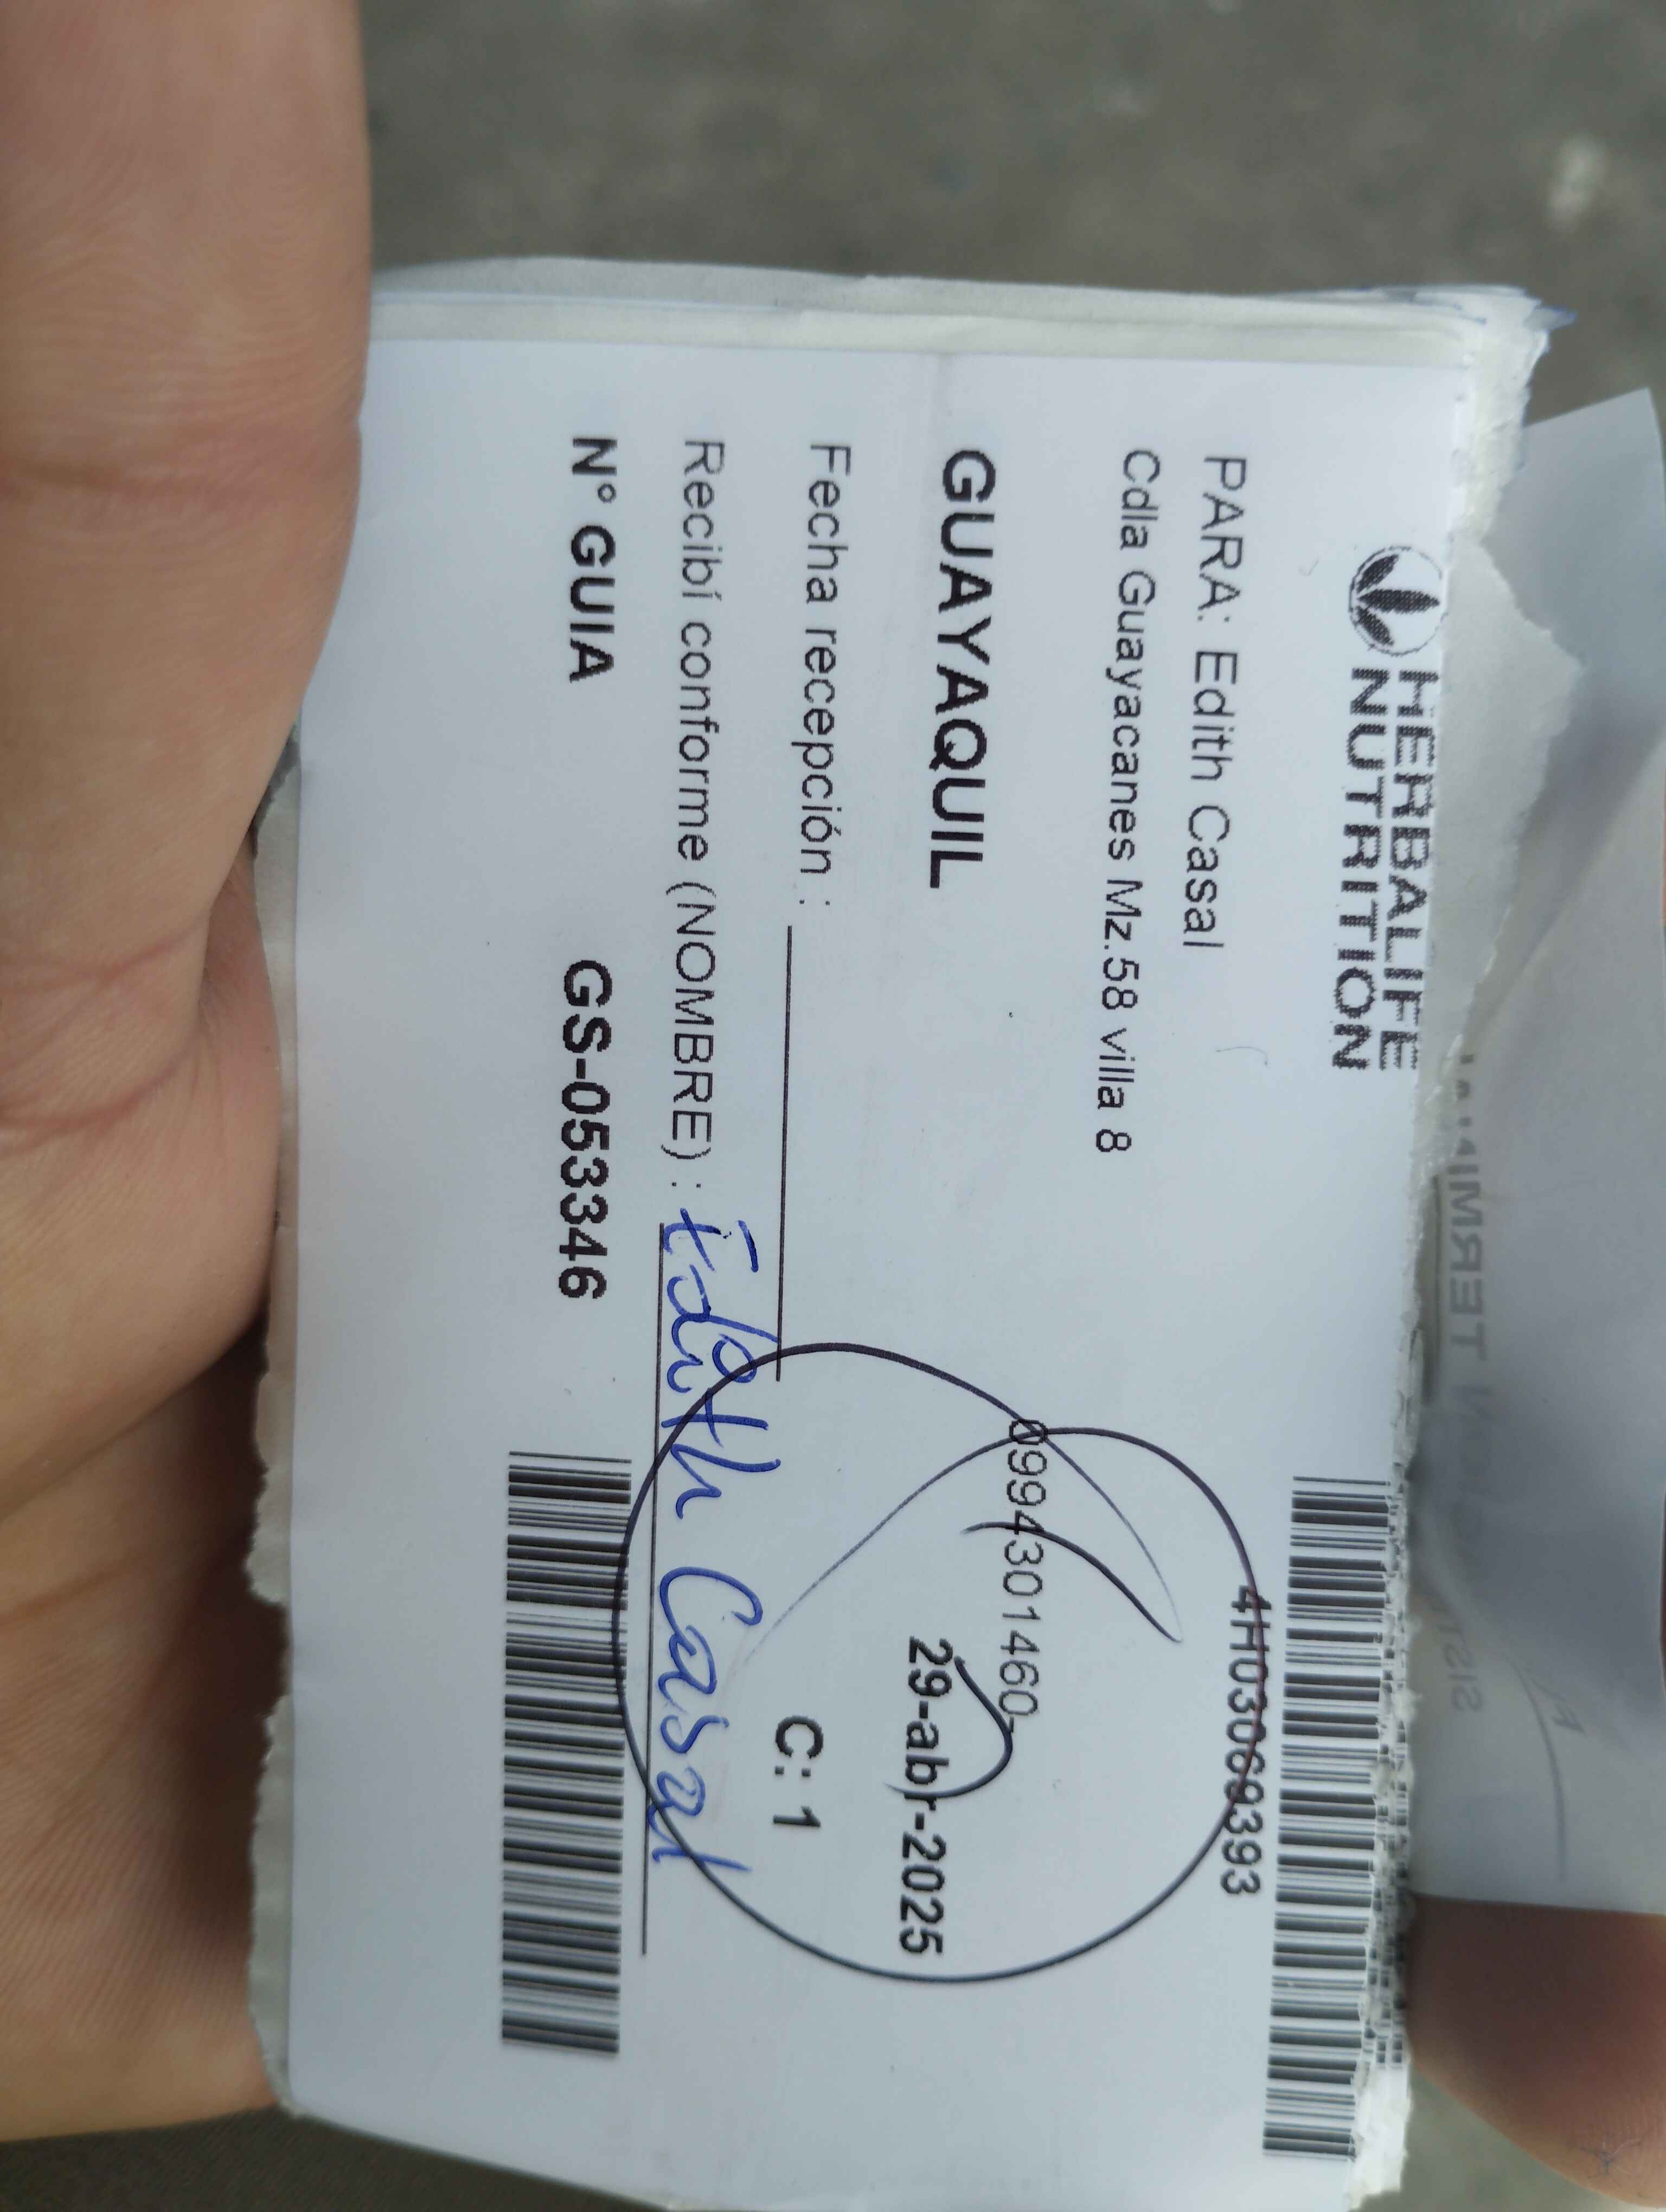 HERBALIFE
NUTRITION
4H03069393
PARA: Edith Casal
Cdla Guayacanes Mz.58 villa 8
0994301460-
GUAYAQUIL
29-abr-2025
Fecha recepción :
C: 1
Recibí conforme (NOMBRE) : Edith Casal
N° GUIA GS-053346